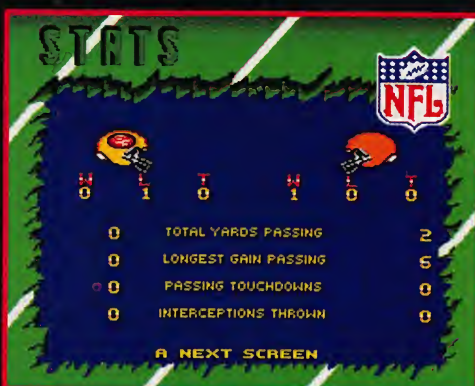 STATS
NFL
W L T W L T
0 1 0 1 0 0
0 TOTAL YARDS PASSING 2
0 LONGEST GAIN PASSING 6
0 PASSING TOUCHDOWNS 0
0 INTERCEPTIONS THROWN 0
A NEXT SCREEN